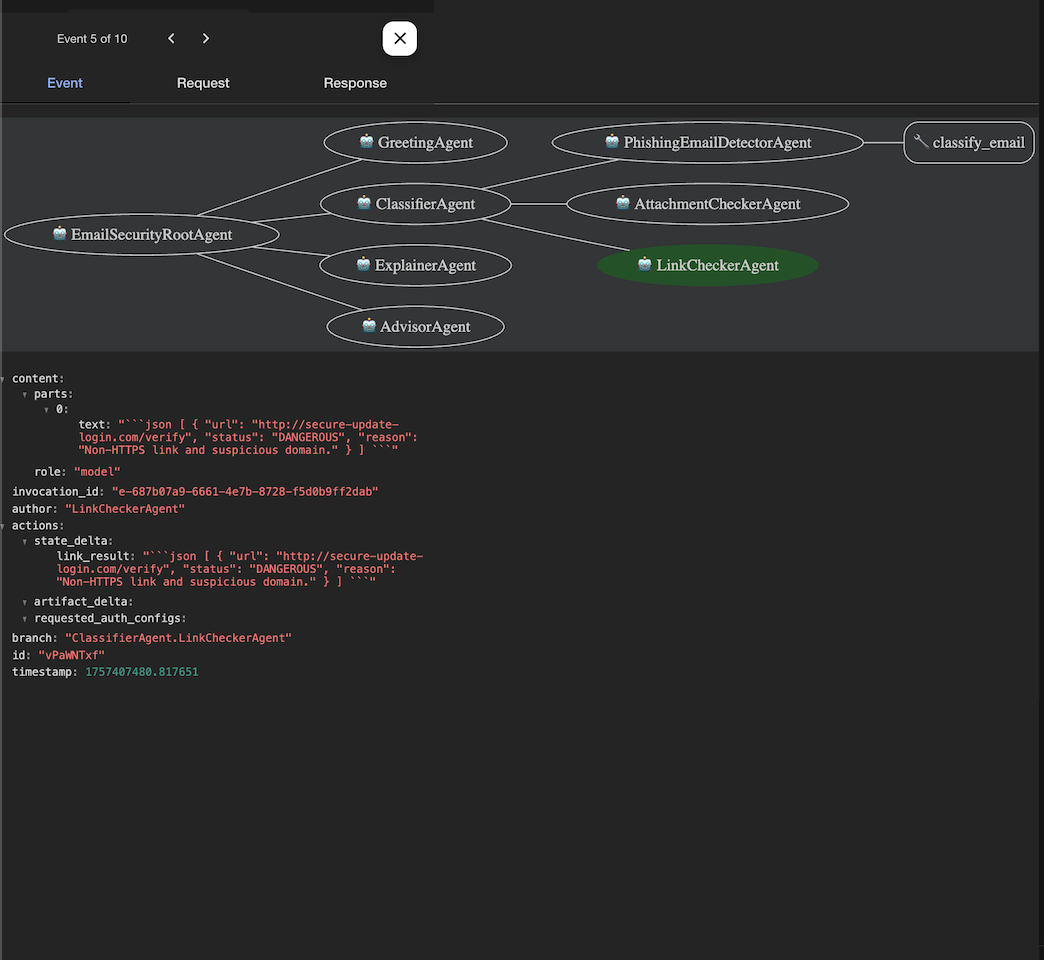 Event 5 of 10
Event Request Response
GreetingAgent
PhishingEmailDetectorAgent
classify_email
ClassifierAgent
AttachmentCheckerAgent
EmailSecurityRootAgent
ExplainerAgent
LinkCheckerAgent
AdvisorAgent
content:
parts:
0:
text: "```json [ { "url": "http://secure-update-
login.com/verify", "status": "DANGEROUS", "reason":
"Non-HTTPS link and suspicious domain." } ] ```"
role: "model"
invocation_id: "e-687b07a9-6661-4e7b-8728-f5d0b9ff2dab"
author: "LinkCheckerAgent"
actions:
state_delta:
link_result: "```json [ { "url": "http://secure-update-
login.com/verify", "status": "DANGEROUS", "reason":
"Non-HTTPS link and suspicious domain." } ] ```"
artifact_delta:
requested_auth_configs:
branch: "ClassifierAgent.LinkCheckerAgent"
id: "vPaWNTxf"
timestamp: 1757407480.817651